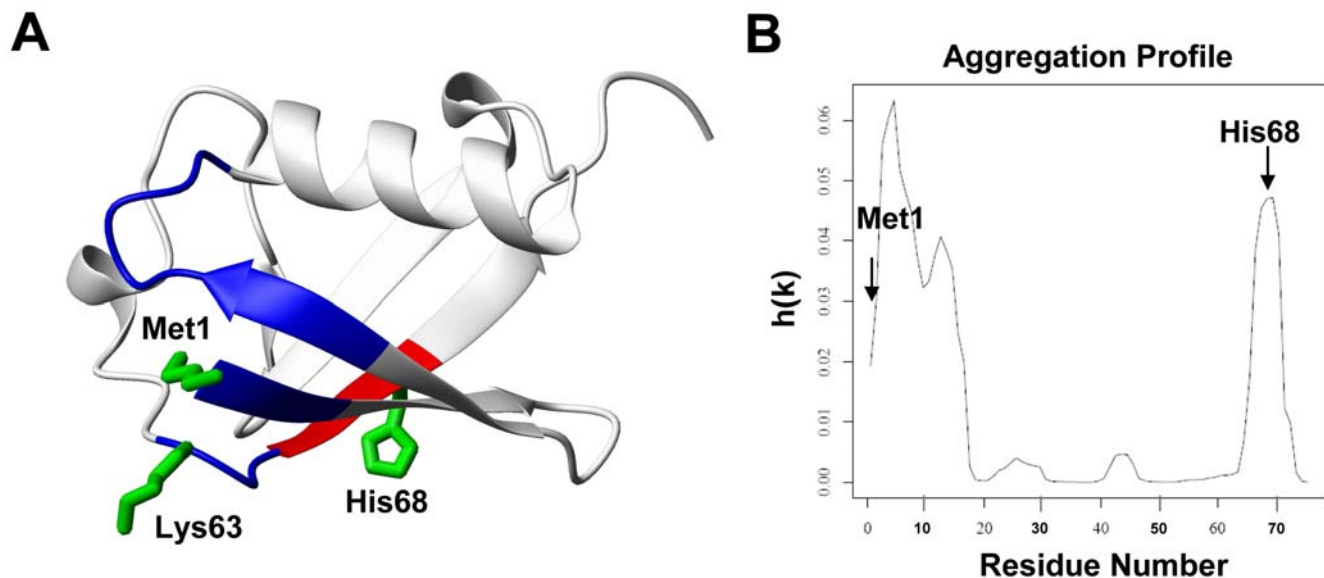 A
Met1
Lys63
His68
B
Aggregation Profile
h(k)
0.06
0.05
0.04
0.03
0.02
0.01
0.00
Met1
His68
0 10 20 30 40 50 60 70
Residue Number